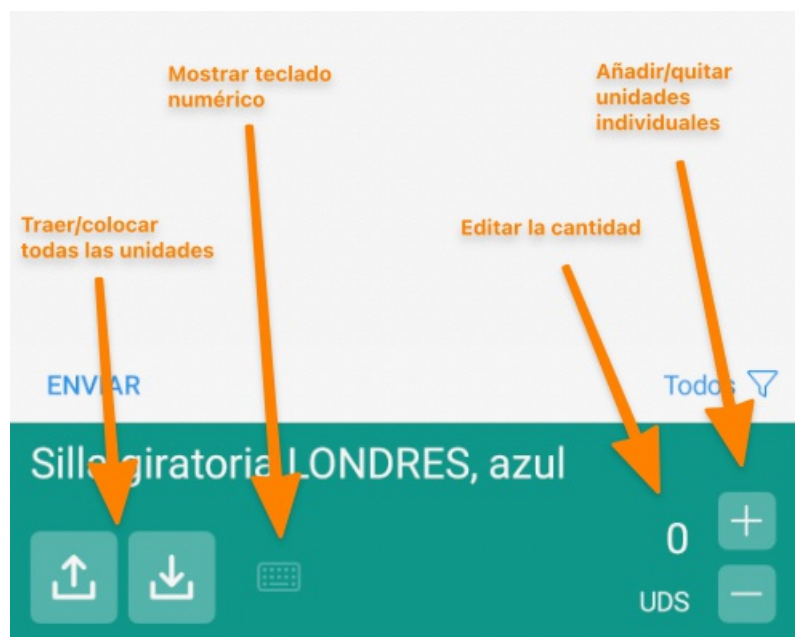 Mostrar teclado
numérico
Añadir/quitar
unidades
individuales
Traer/colocar
todas las unidades
Editar la cantidad
ENVIAR
Todos
Silla giratoria LONDRES, azul
0
UDS